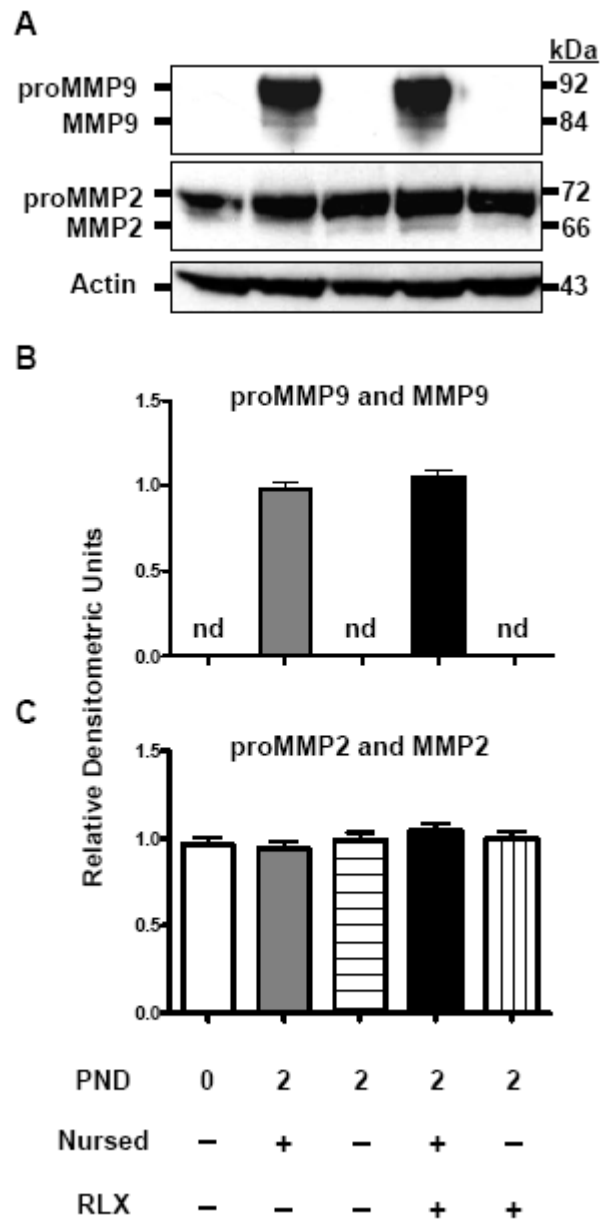 A
kDa
proMMP9 92
MMP9 84
proMMP2 72
MMP2 66
Actin 43
B
proMMP9 and MMP9
1.5
1.0
0.5
nd nd nd
0.0
Relative Densitometric Units
C
proMMP2 and MMP2
1.5
1.0
0.5
0.0
PND 0 2 2 2 2
Nursed − + − + −
RLX − − − + +